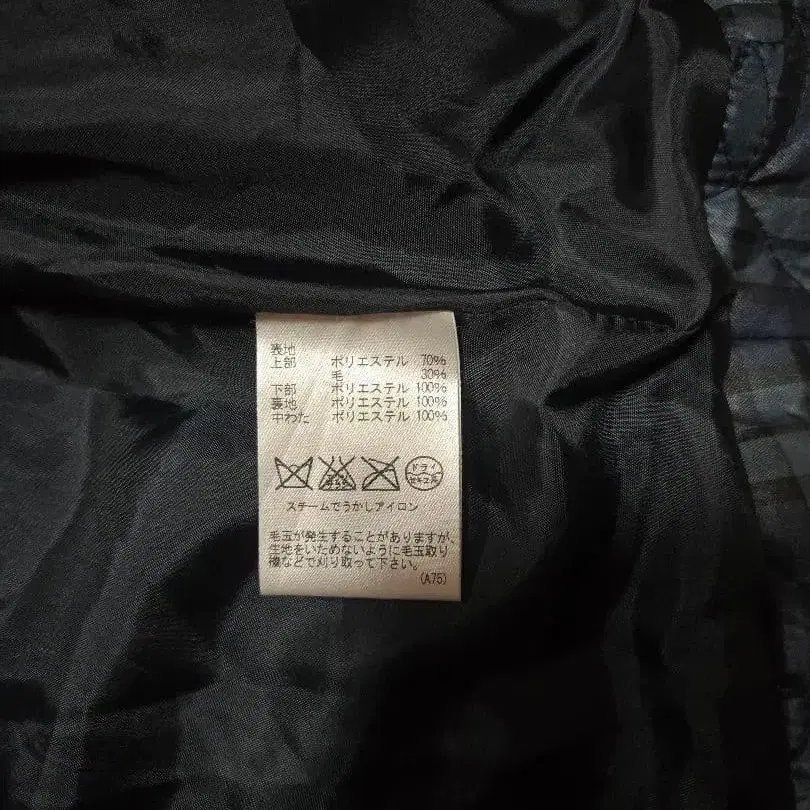 表地
上部 ポリエステル 70%
毛 30%
下部 ポリエステル 100%
裏地 ポリエステル 100%
中わた ポリエステル 100%
ドライ
セキユ系
スチームでうかしアイロン
毛玉が発生することがありますが、
生地をいためないように毛玉取り
機などで刈り取って下さい。
(A75)